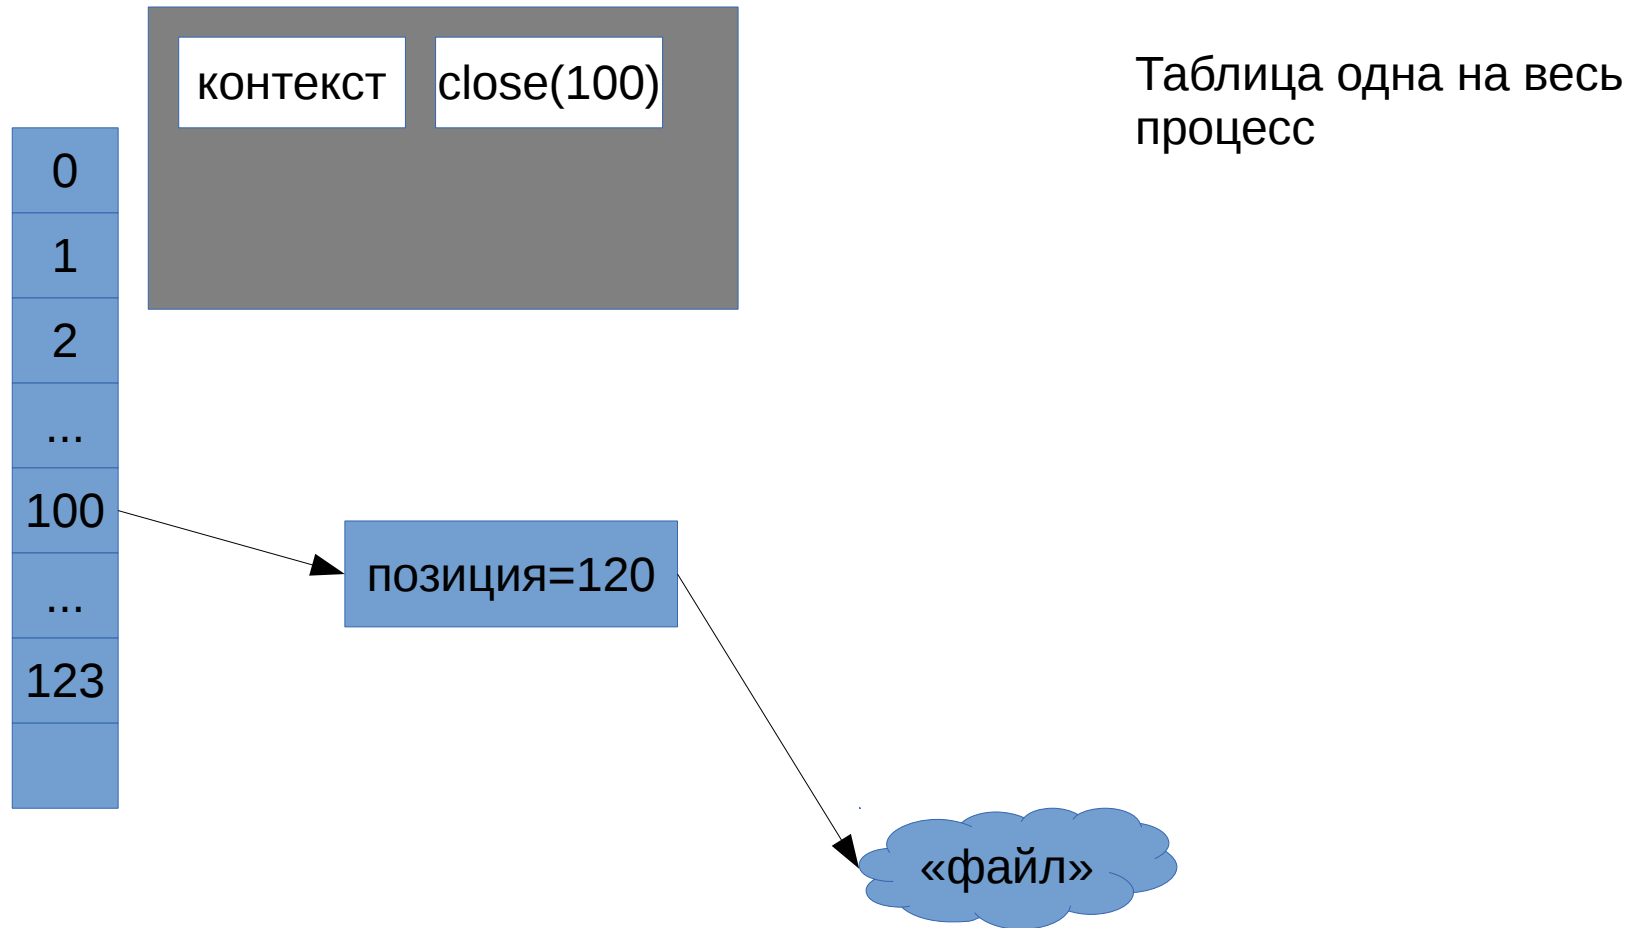 контекст
close(100)
Таблица одна на весь
процесс
0
1
2
...
100
...
123
позиция=120
«файл»